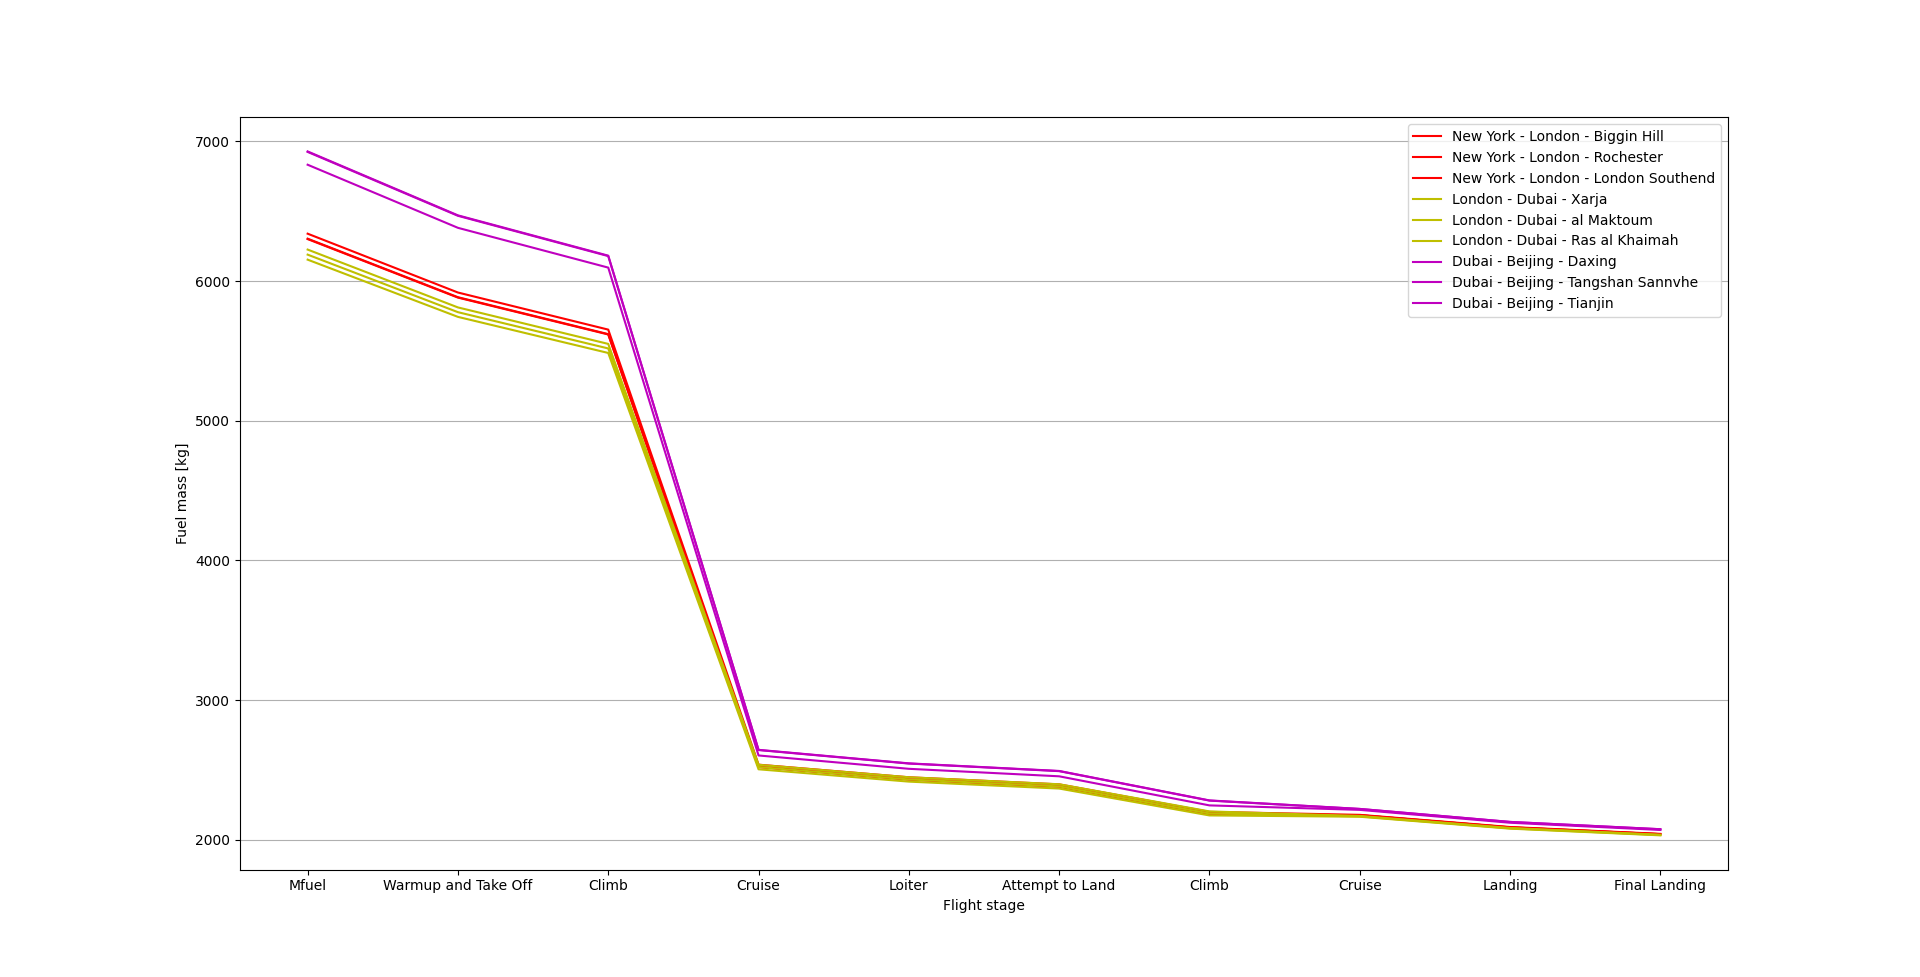 7000
6000
5000
4000
3000
2000
Fuel mass [kg]
New York - London - Biggin Hill
New York - London - Rochester
New York - London - London Southend
London - Dubai - Xarja
London - Dubai - al Maktoum
London - Dubai - Ras al Khaimah
Dubai - Beijing - Daxing
Dubai - Beijing - Tangshan Sannvhe
Dubai - Beijing - Tianjin
Mfuel Warmup and Take Off Climb Cruise Loiter Attempt to Land Climb Cruise Landing Final Landing
Flight stage